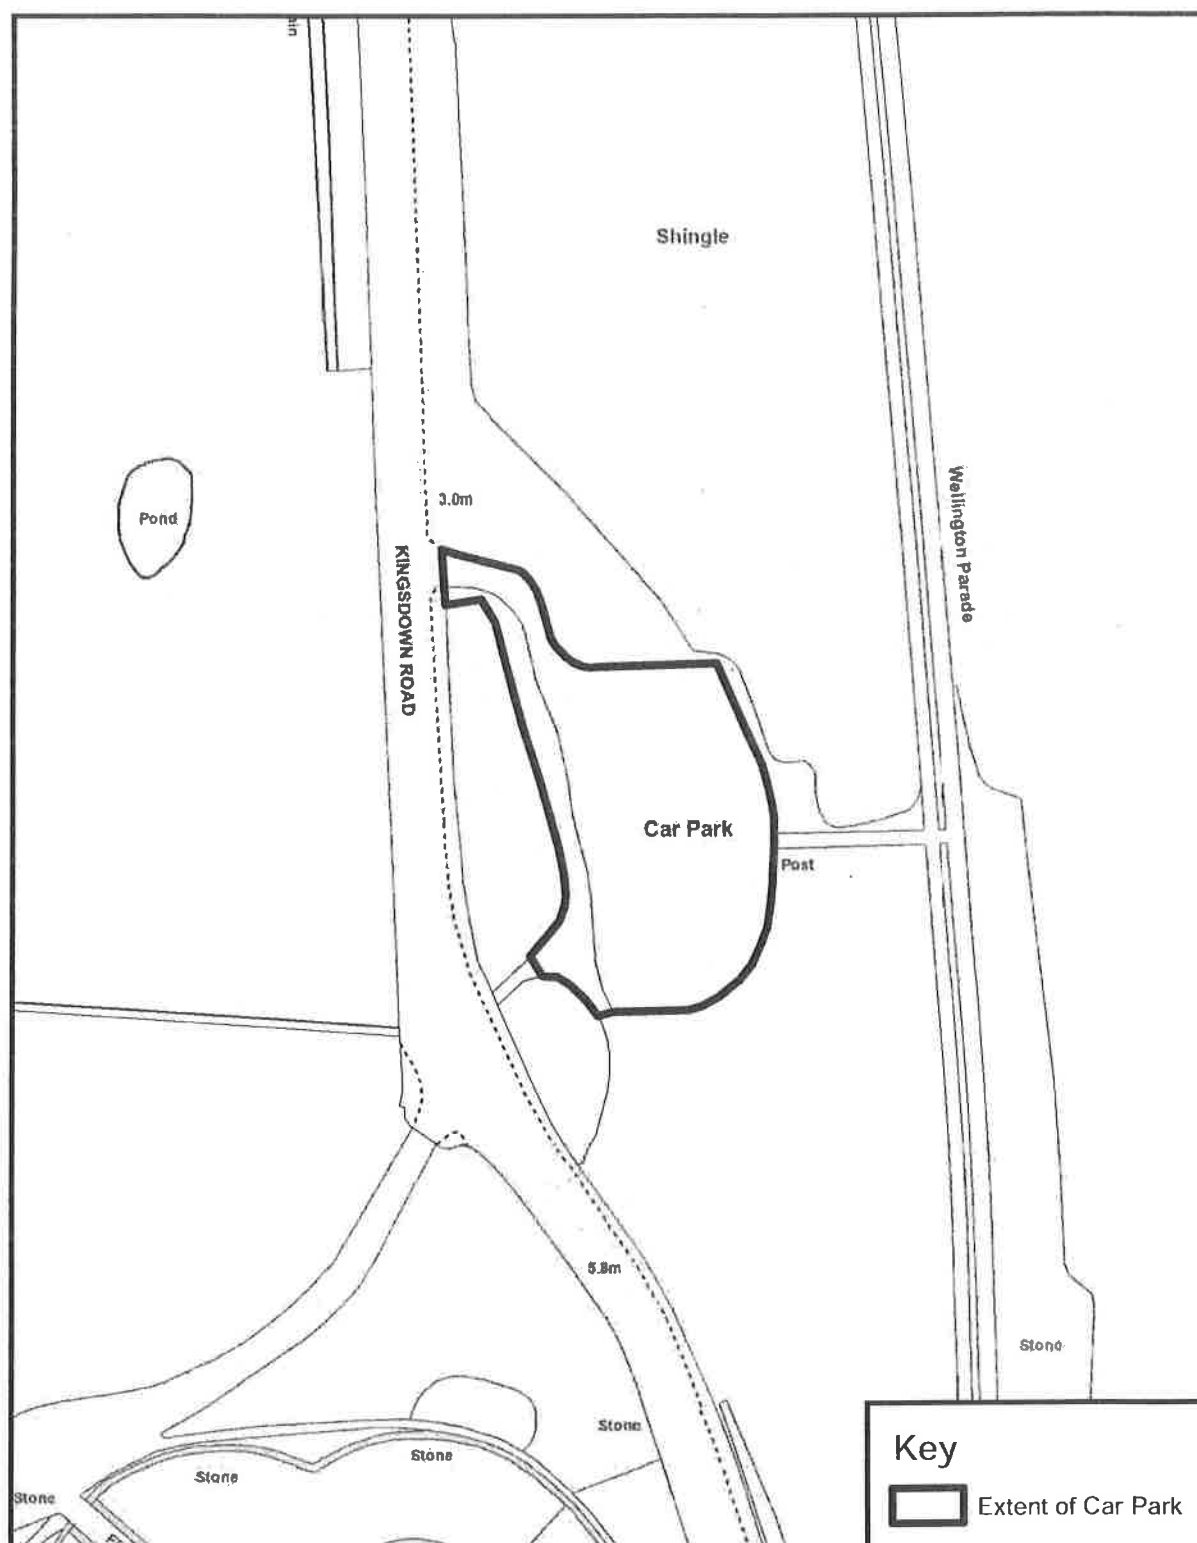 Shingle
Wellington Parade
3.0m
Pond
KINGSDOWN ROAD
Car Park
Post
5.8m
Stone
Stone
Stone
Stone
Stone
Key
Extent of Car Park